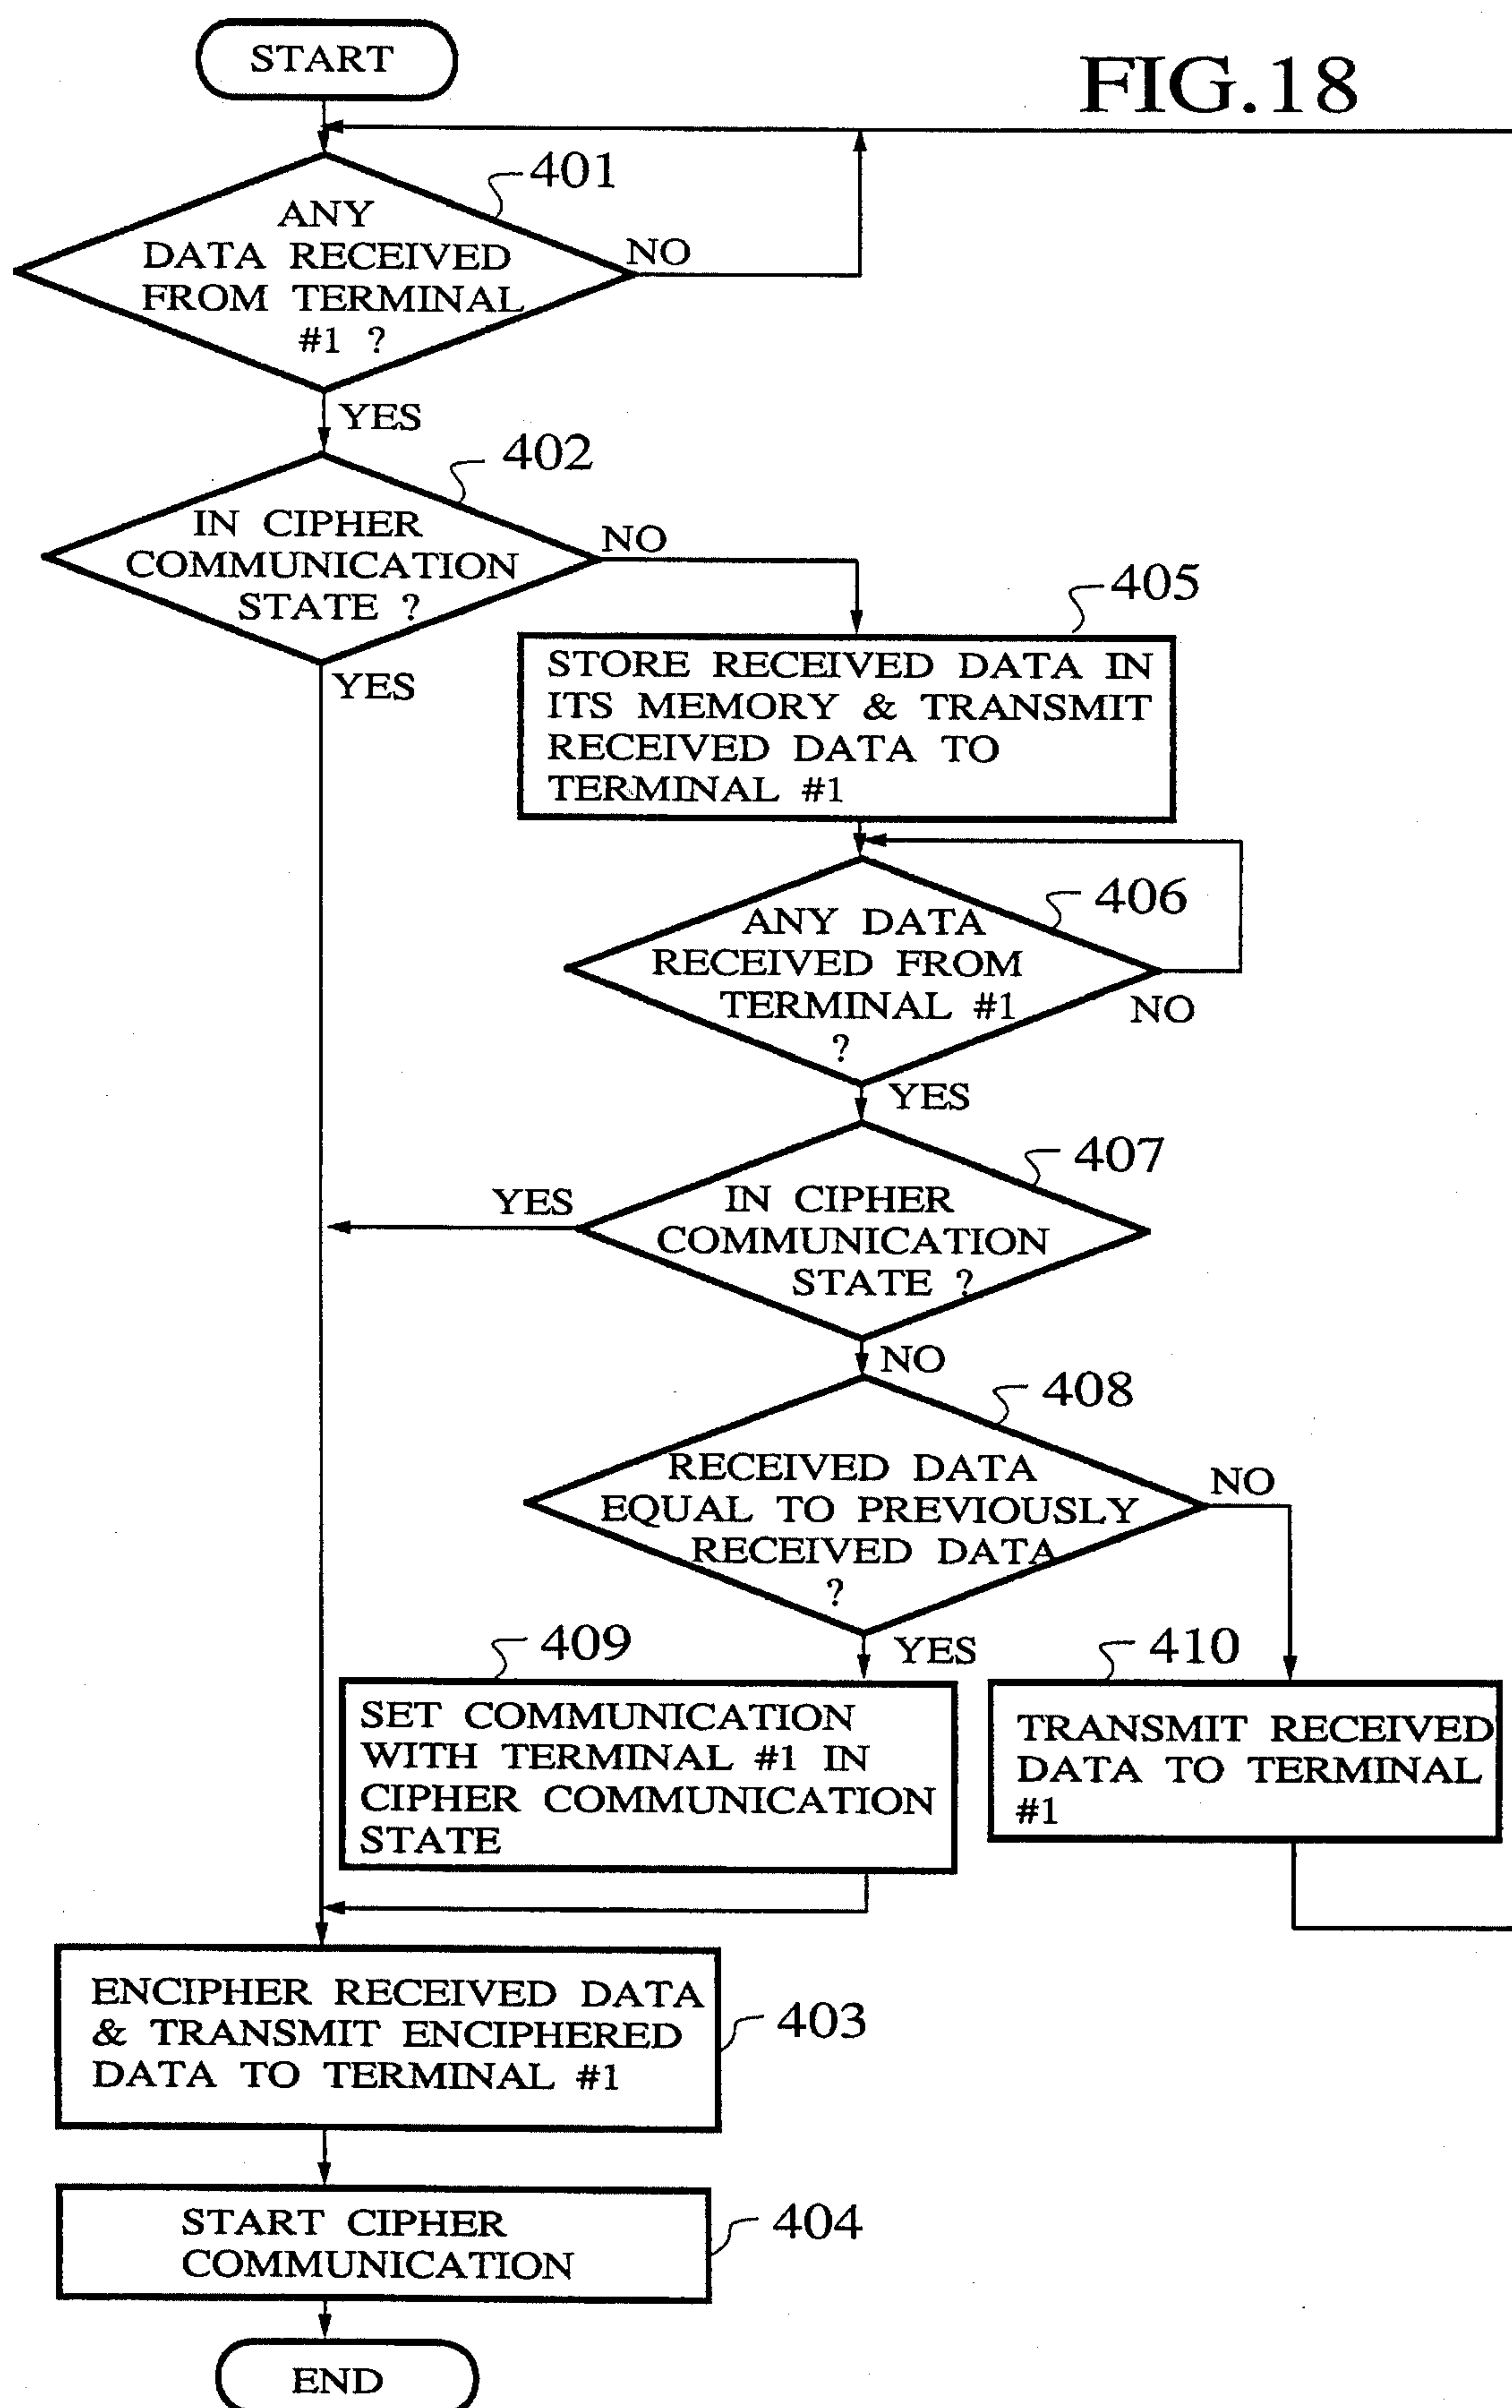 START
FIG.18
401
ANY
DATA RECEIVED
FROM TERMINAL
#1 ?
NO
YES
402
IN CIPHER
COMMUNICATION
STATE ?
NO
YES
405
STORE RECEIVED DATA IN
ITS MEMORY & TRANSMIT
RECEIVED DATA TO
TERMINAL #1
406
ANY DATA
RECEIVED FROM
TERMINAL #1
?
NO
YES
407
YES
IN CIPHER
COMMUNICATION
STATE ?
NO
408
RECEIVED DATA
EQUAL TO PREVIOUSLY
RECEIVED DATA
?
NO
YES
409
SET COMMUNICATION
WITH TERMINAL #1 IN
CIPHER COMMUNICATION
STATE
410
TRANSMIT RECEIVED
DATA TO TERMINAL
#1
ENCIPHER RECEIVED DATA
& TRANSMIT ENCIPHERED
DATA TO TERMINAL #1
403
START CIPHER
COMMUNICATION
404
END